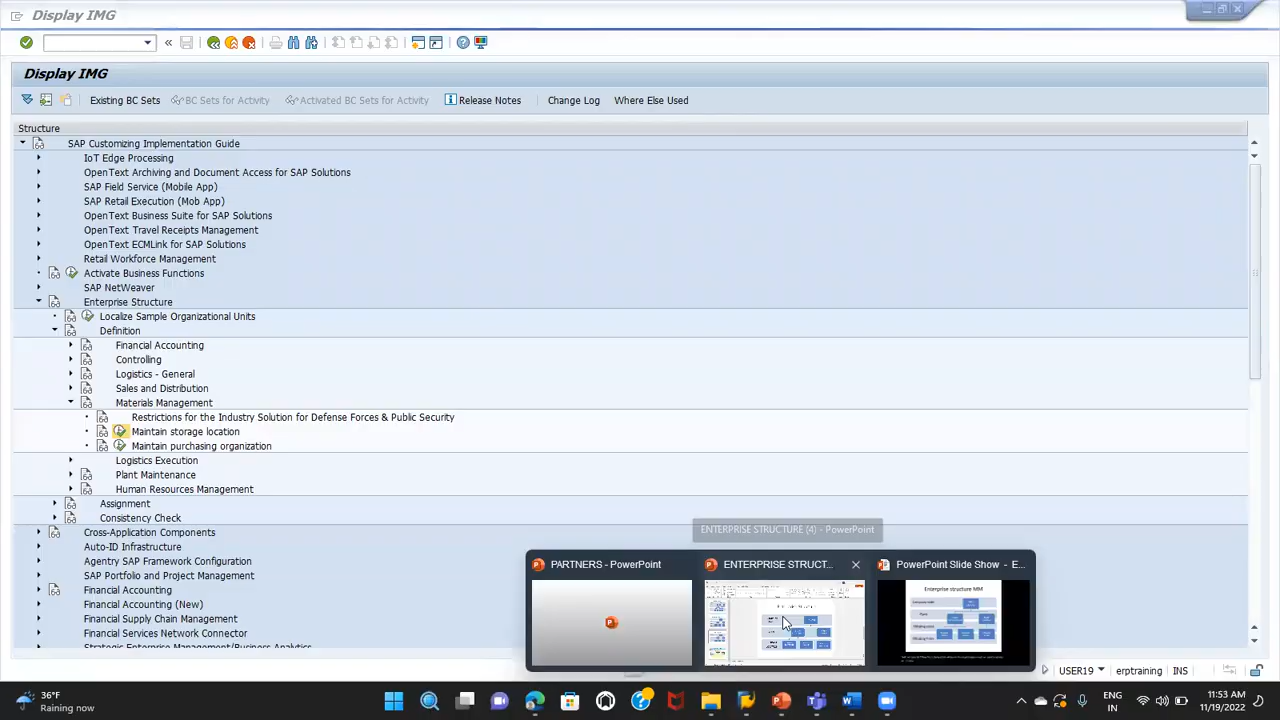 Display IMG
Display IMG
Existing BC Sets BC Sets for Activity Activated BC Sets for Activity Release Notes Change Log Where Else Used
Structure
SAP Customizing Implementation Guide
IoT Edge Processing
OpenText Archiving and Document Access for SAP Solutions
SAP Field Service (Mobile App)
SAP Retail Execution (Mob App)
OpenText Business Suite for SAP Solutions
OpenText Travel Receipts Management
OpenText ECMLink for SAP Solutions
Retail Workforce Management
Activate Business Functions
SAP NetWeaver
Enterprise Structure
Localize Sample Organizational Units
Definition
Financial Accounting
Controlling
Logistics - General
Sales and Distribution
Materials Management
Restrictions for the Industry Solution for Defense Forces & Public Security
Maintain storage location
Maintain purchasing organization
Logistics Execution
Plant Maintenance
Human Resources Management
Assignment
Consistency Check
Cross-Application Components
Auto-ID Infrastructure
Agentry SAP Framework Configuration
SAP Portfolio and Project Management
Financial Accounting
Financial Accounting (New)
Financial Supply Chain Management
Financial Services Network Connector
Strategic Enterprise Management/Business Analytics
ENTERPRISE STRUCTURE (4) - PowerPoint
PARTNERS - PowerPoint ENTERPRISE STRUCT... PowerPoint Slide Show - E...
Enterprise structure MM
USER19 erptraining INS
36°F
Raining now
ENG
IN
11:53 AM
11/19/2022